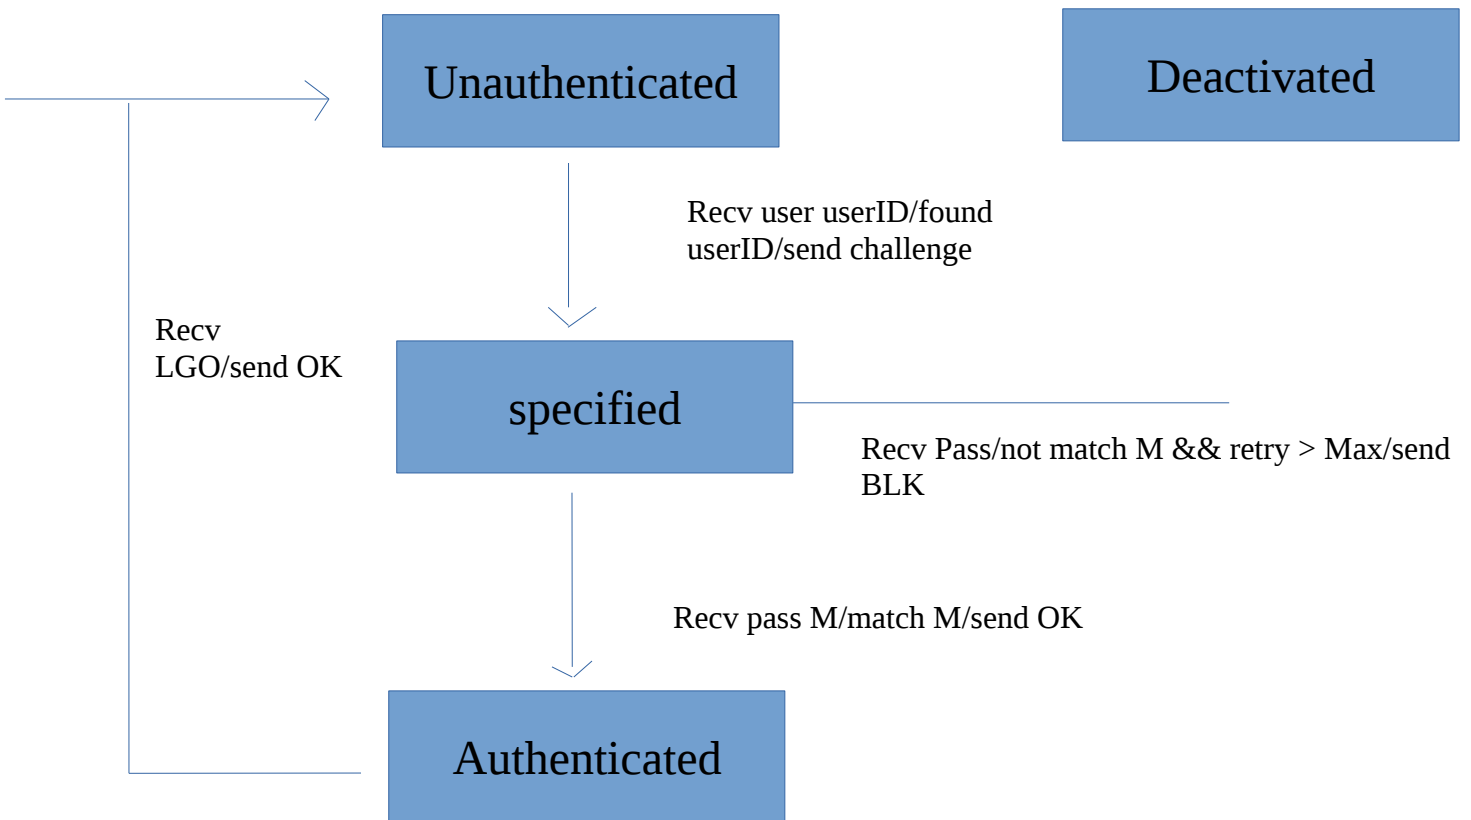 Unauthenticated
Deactivated
Recv user userID/found
userID/send challenge
Recv
LGO/send OK
specified
Recv Pass/not match M && retry > Max/send
BLK
Recv pass M/match M/send OK
Authenticated